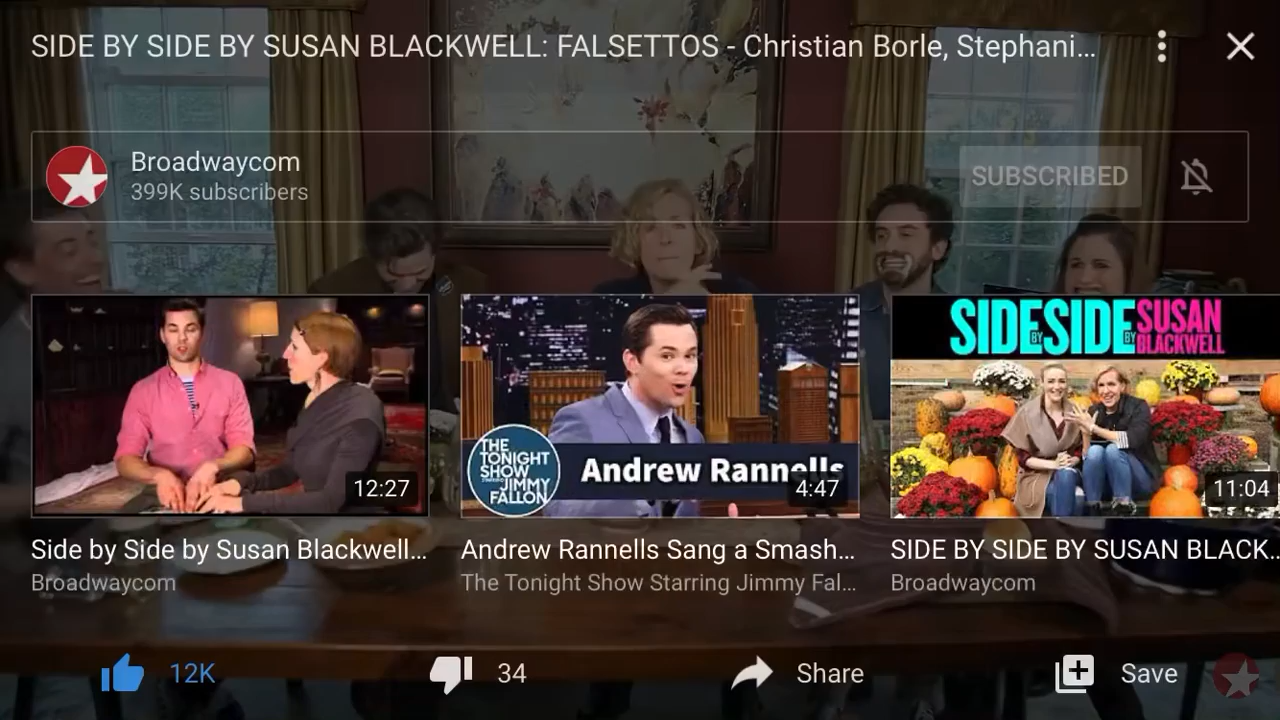 SIDE BY SIDE BY SUSAN BLACKWELL: FALSETTOS - Christian Borle, Stephani...
Broadwaycom
399K subscribers
SUBSCRIBED
12:27
THE
TONIGHT
SHOW
STARRING
JIMMY
FALLON
Andrew Rannells
4:47
SIDE BY SIDE BY SUSAN
BLACKWELL
11:04
Side by Side by Susan Blackwell...
Broadwaycom
Andrew Rannells Sang a Smash...
The Tonight Show Starring Jimmy Fal...
SIDE BY SIDE BY SUSAN BLACK...
Broadwaycom
12K
34
Share
Save